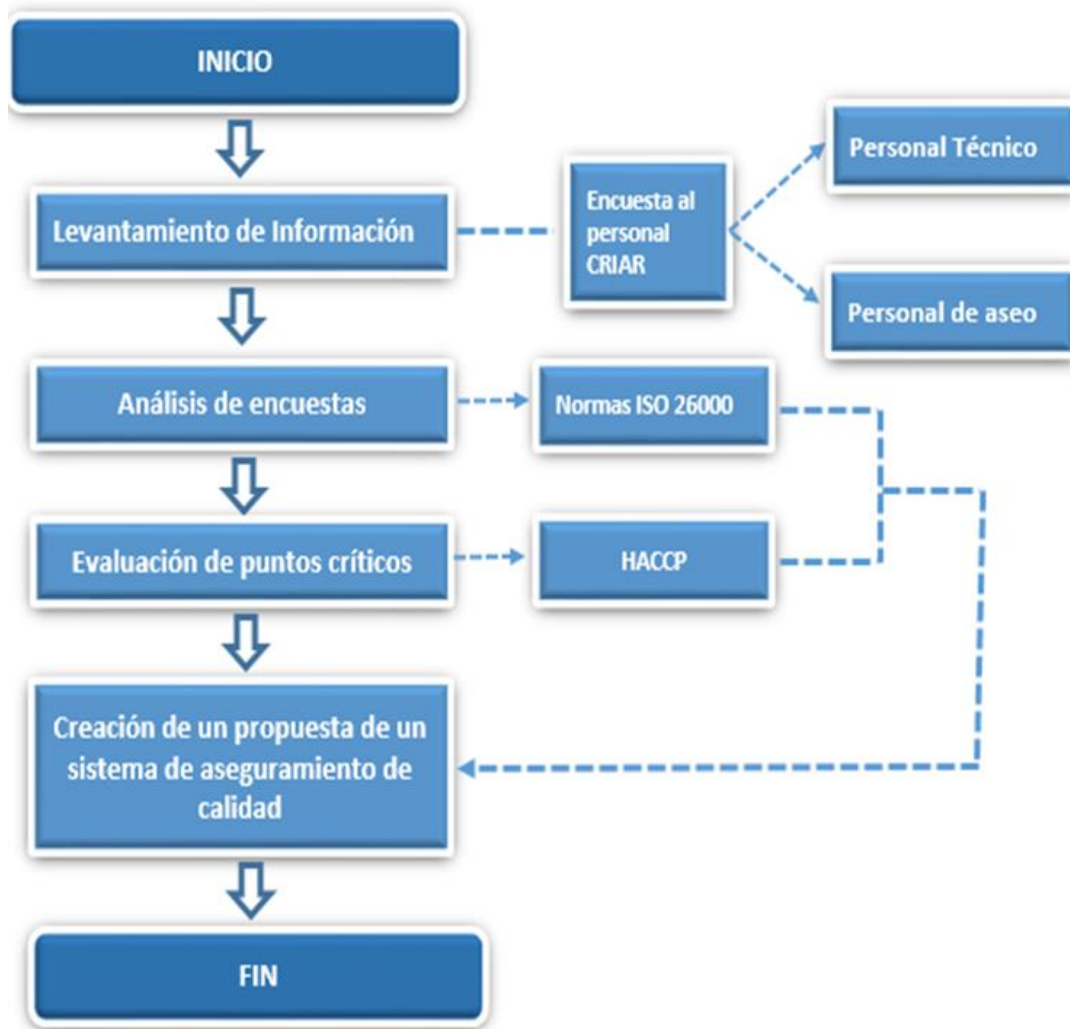 INICIO
Levantamiento de Información
Encuesta al
personal
CRIAR
Personal Técnico
Personal de aseo
Análisis de encuestas
Normas ISO 26000
Evaluación de puntos críticos
HACCP
Creación de un propuesta de un
sistema de aseguramiento de
calidad
FIN